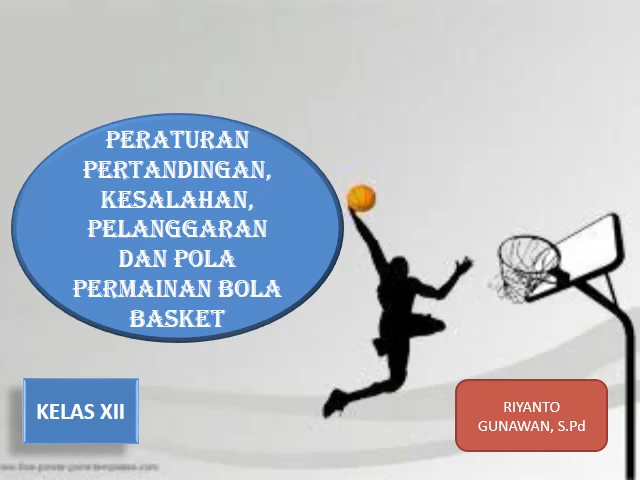 PERATURAN
PERTANDINGAN,
KESALAHAN,
PELANGGARAN
DAN POLA
PERMAINAN BOLA
BASKET
KELAS XII
RIYANTO
GUNAWAN, S.Pd